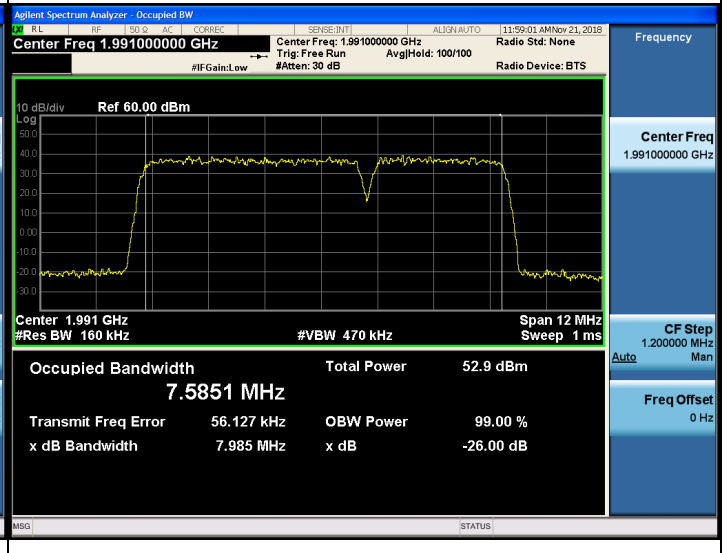 Agilent Spectrum Analyzer - Occupied BW
LXI RL RF 50 Ω AC CORREC SENSE:INT ALIGN AUTO 11:59:01 AM Nov 21, 2018
Center Freq 1.991000000 GHz
Center Freq: 1.991000000 GHz
Radio Std: None
Trig: Free Run Avg|Hold: 100/100
#IFGain:Low #Atten: 30 dB Radio Device: BTS
Frequency
10 dB/div Ref 60.00 dBm
Log
50.0
40.0
30.0
20.0
10.0
0.00
-10.0
-20.0
-30.0
Center 1.991 GHz Span 12 MHz
#Res BW 160 kHz #VBW 470 kHz Sweep 1 ms
Occupied Bandwidth Total Power 52.9 dBm
7.5851 MHz
Transmit Freq Error 56.127 kHz OBW Power 99.00 %
x dB Bandwidth 7.985 MHz x dB -26.00 dB
Center Freq
1.991000000 GHz
CF Step
1.200000 MHz
Auto Man
Freq Offset
0 Hz
MSG STATUS